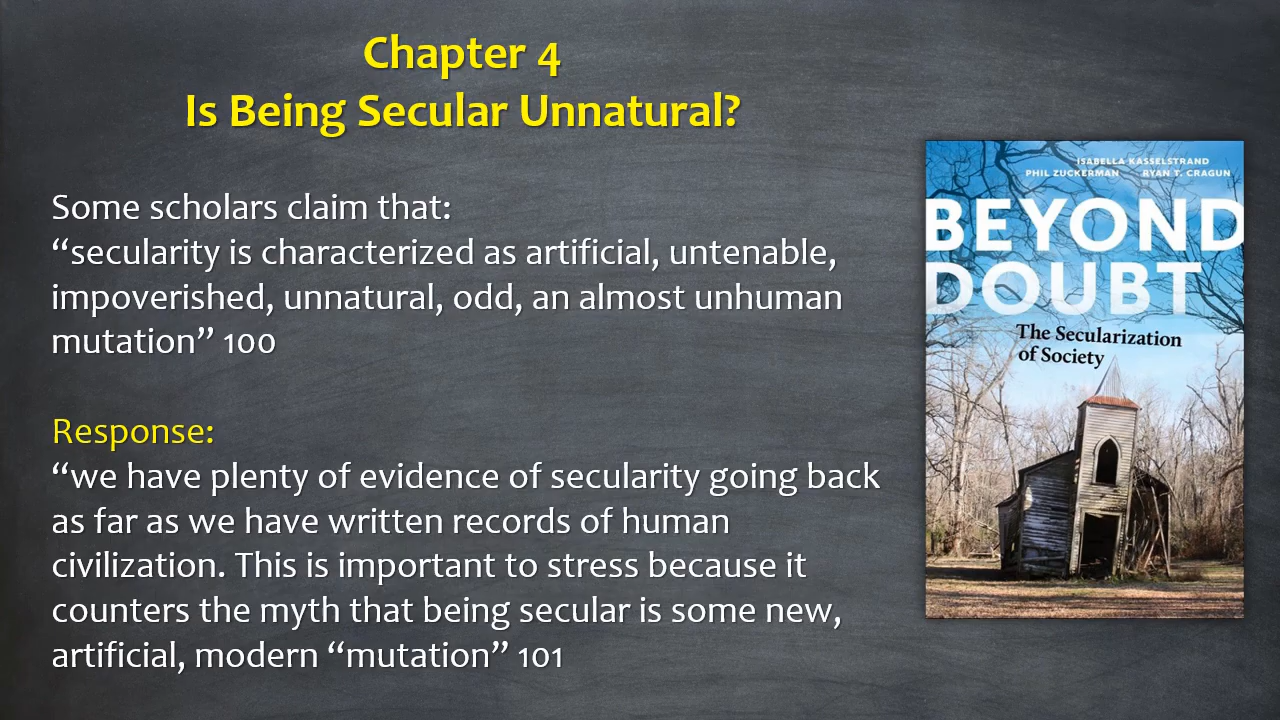 Chapter 4
Is Being Secular Unnatural?
Some scholars claim that:
“secularity is characterized as artificial, untenable,
impoverished, unnatural, odd, an almost unhuman
mutation” 100
Response:
“we have plenty of evidence of secularity going back
as far as we have written records of human
civilization. This is important to stress because it
counters the myth that being secular is some new,
artificial, modern “mutation” 101
ISABELLA KASSELSTRAND
PHIL ZUCKERMAN RYAN T. CRAGUN
BEYOND
DOUBT
The Secularization
of Society